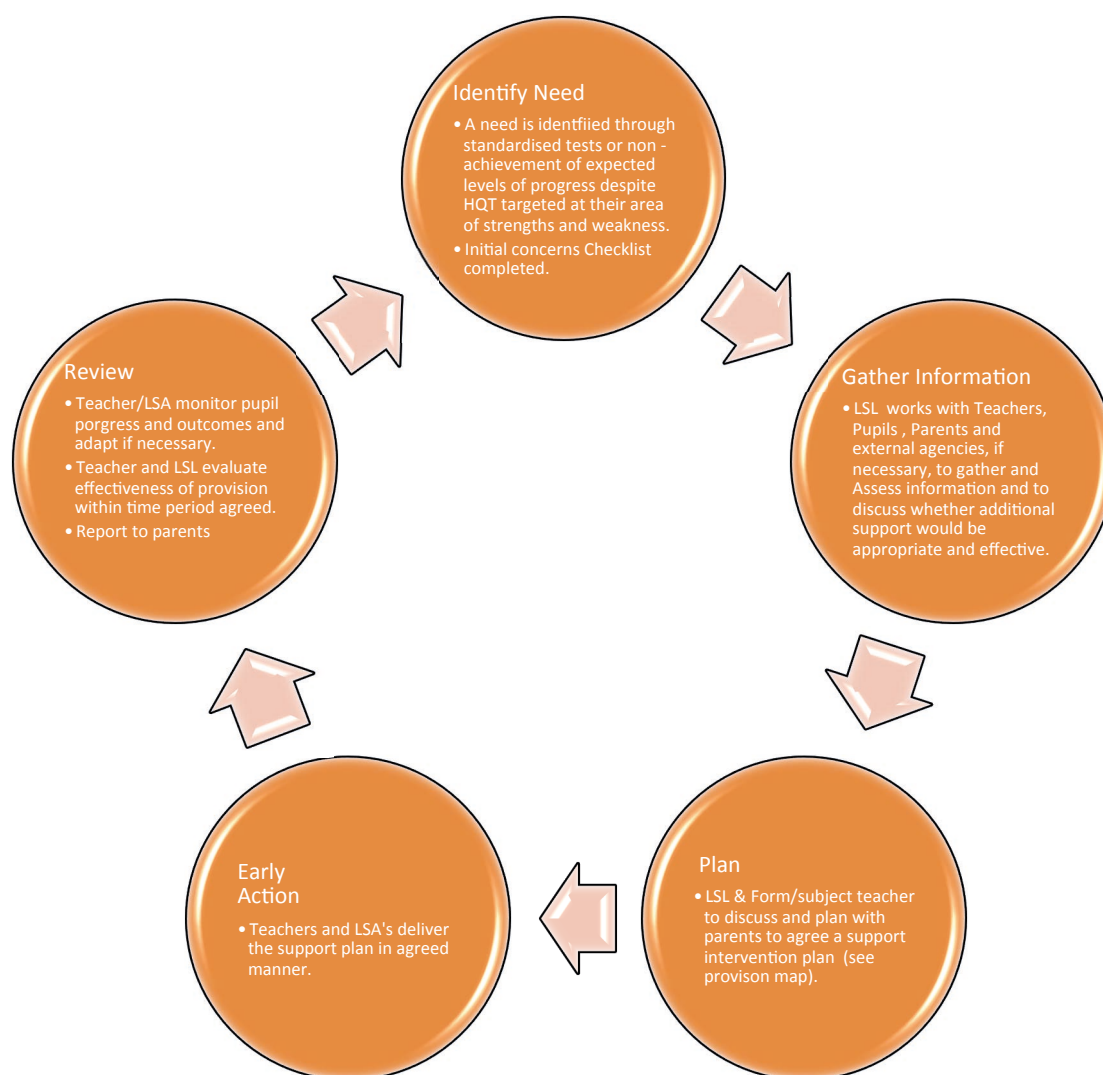 Identify Need
• A need is identfiied through
standardised tests or non -
achievement of expected
levels of progress despite
HQT targeted at their area
of strengths and weakness.
• Initial concerns Checklist
completed.
Gather Information
• LSL  works with Teachers,
Pupils , Parents and
external agencies, if
necessary, to gather and
Assess information and to
discuss whether additional
support would be
appropriate and effective.
Plan
• LSL & Form/subject teacher
to discuss and plan with
parents to agree a support
intervention plan  (see
provison map).
Early
Action
• Teachers and LSA's deliver
the support plan in agreed
manner.
Review
• Teacher/LSA monitor pupil
porgress and outcomes and
adapt if necessary.
• Teacher and LSL evaluate
effectiveness of provision
within time period agreed.
• Report to parents